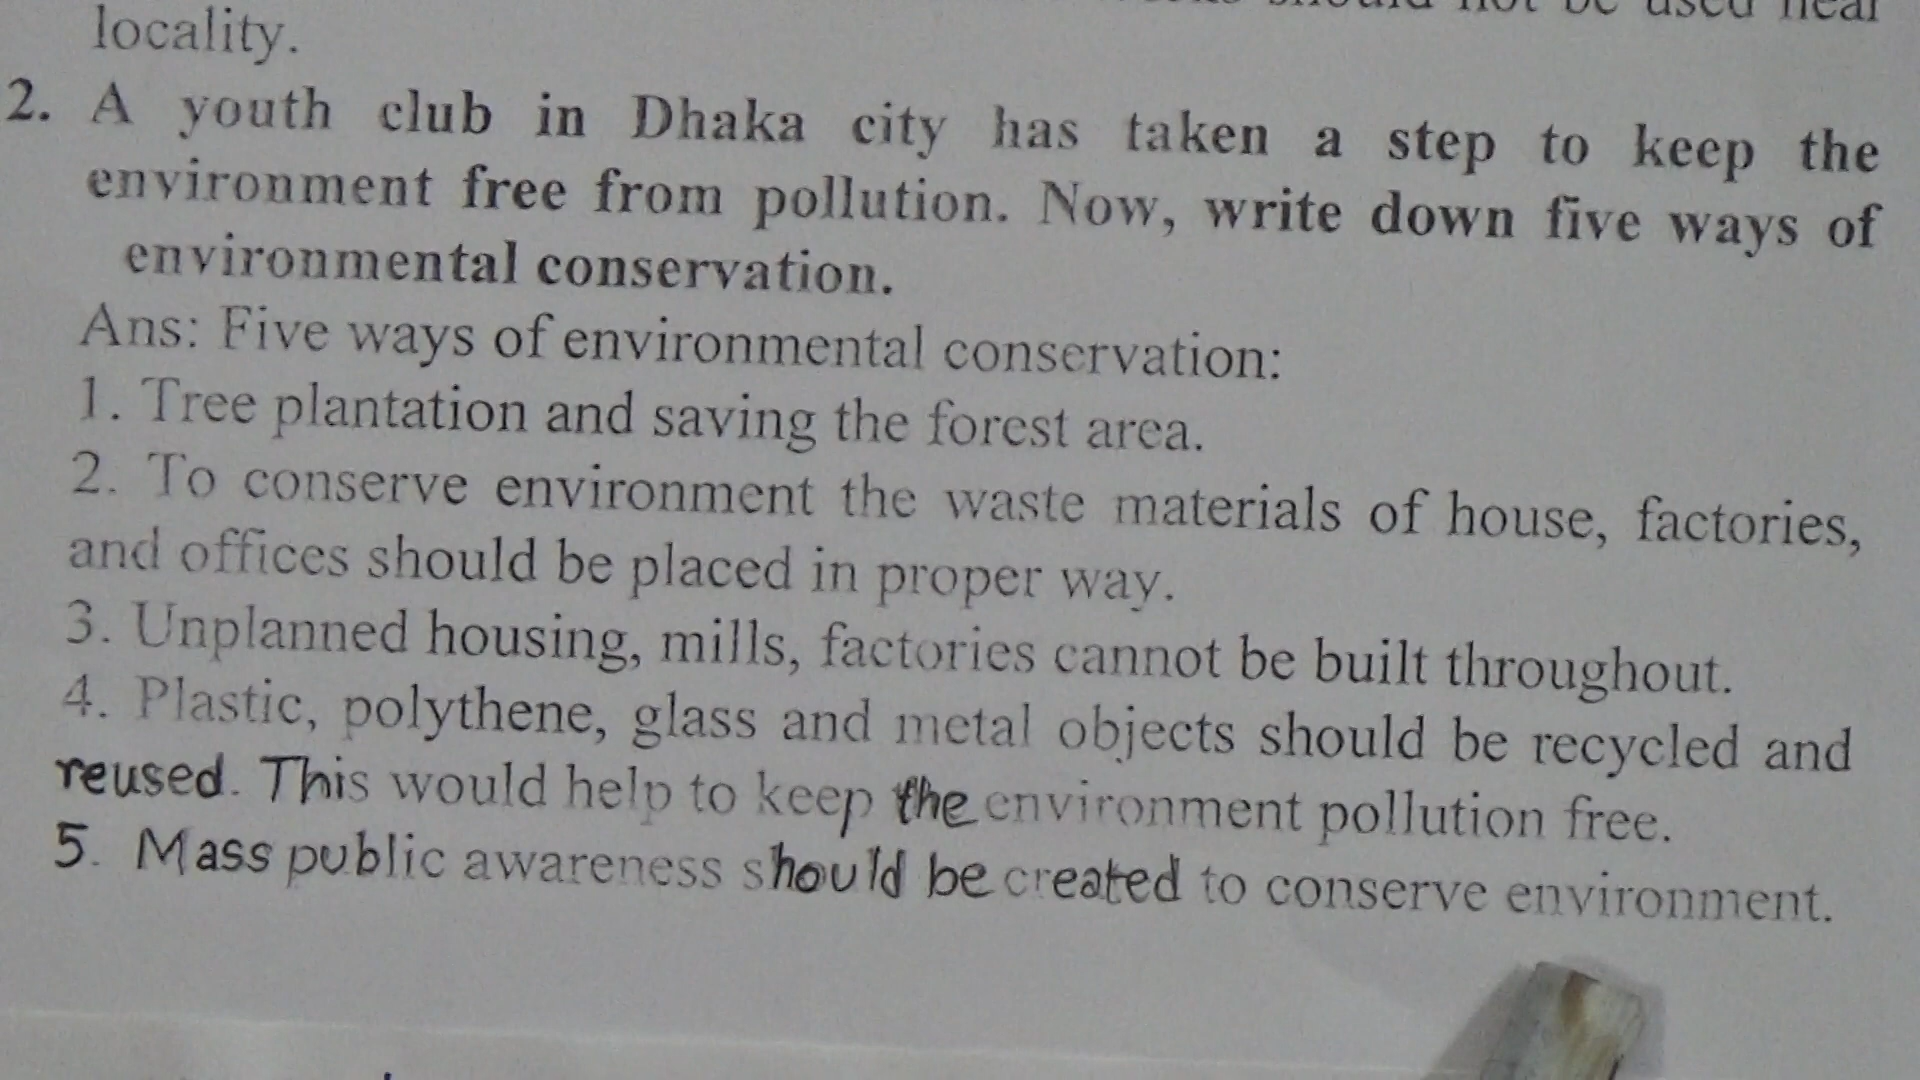 should not be used near
locality.
2. A youth club in Dhaka city has taken a step to keep the
environment free from pollution. Now, write down five ways of
environmental conservation.
Ans: Five ways of environmental conservation:
1. Tree plantation and saving the forest area.
2. To conserve environment the waste materials of house, factories,
and offices should be placed in proper way.
3. Unplanned housing, mills, factories cannot be built throughout.
4. Plastic, polythene, glass and metal objects should be recycled and
reused. This would help to keep the environment pollution free.
5. Mass public awareness should be created to conserve environment.